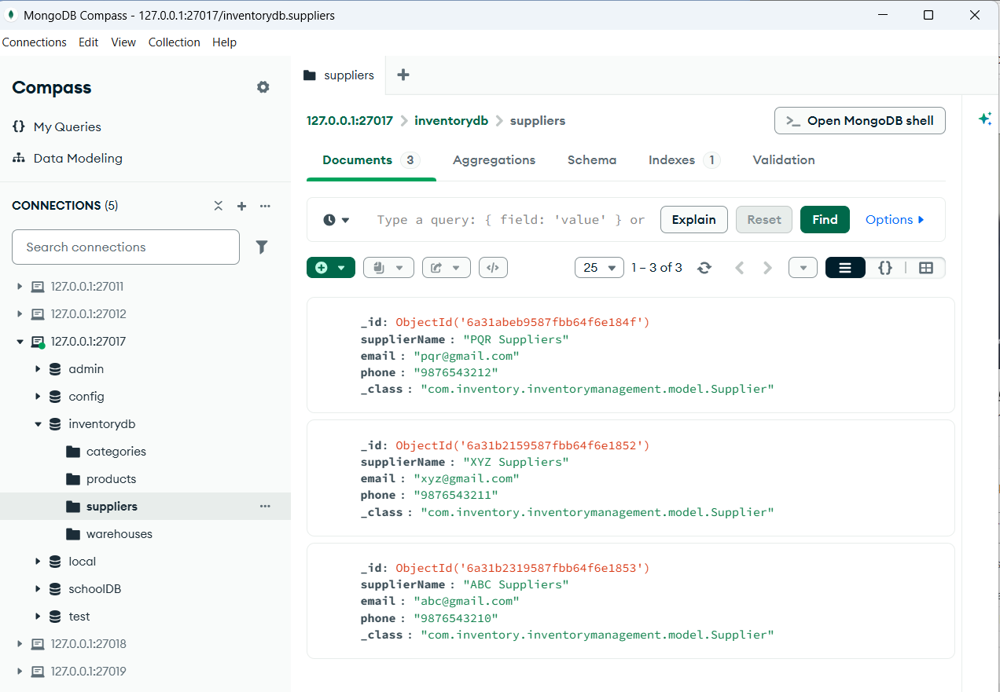 MongoDB Compass - 127.0.0.1:27017/inventorydb.suppliers
Connections Edit View Collection Help
Compass
My Queries
Data Modeling
CONNECTIONS (5)
Search connections
127.0.0.1:27011
127.0.0.1:27012
127.0.0.1:27017
admin
config
inventorydb
categories
products
suppliers
warehouses
local
schoolDB
test
127.0.0.1:27018
127.0.0.1:27019
suppliers
127.0.0.1:27017 > inventorydb > suppliers
>_ Open MongoDB shell
Documents 3 Aggregations Schema Indexes 1 Validation
Type a query: { field: 'value' } or Explain Reset Find Options
25 1 – 3 of 3
_id: ObjectId('6a31abeb9587fbb64f6e184f')
supplierName : "PQR Suppliers"
email : "pqr@gmail.com"
phone : "9876543212"
_class : "com.inventory.inventorymanagement.model.Supplier"
_id: ObjectId('6a31b2159587fbb64f6e1852')
supplierName : "XYZ Suppliers"
email : "xyz@gmail.com"
phone : "9876543211"
_class : "com.inventory.inventorymanagement.model.Supplier"
_id: ObjectId('6a31b2319587fbb64f6e1853')
supplierName : "ABC Suppliers"
email : "abc@gmail.com"
phone : "9876543210"
_class : "com.inventory.inventorymanagement.model.Supplier"